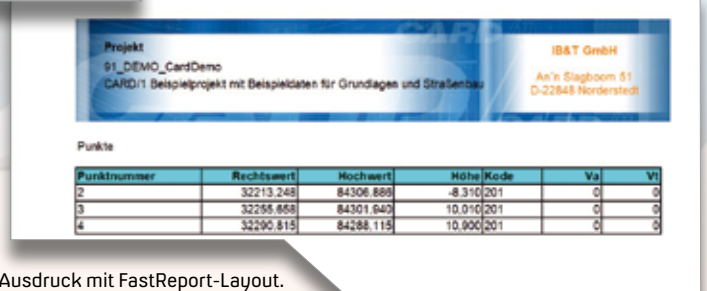 Projekt
91_DEMO_CardDemo
CARD/1 Beispielprojekt mit Beispieldaten für Grundlagen und Straßenbau
IB&T GmbH
An'n Slagboom 51
D-22848 Norderstedt
Punkte
Punktnummer Rechtswert Hochwert Höhe Kode Va Vt
2 32213,248 84306,886 -8,310 201 0 0
3 32255,658 84301,940 10,010 201 0 0
4 32290,815 84288,115 10,900 201 0 0
Ausdruck mit FastReport-Layout.